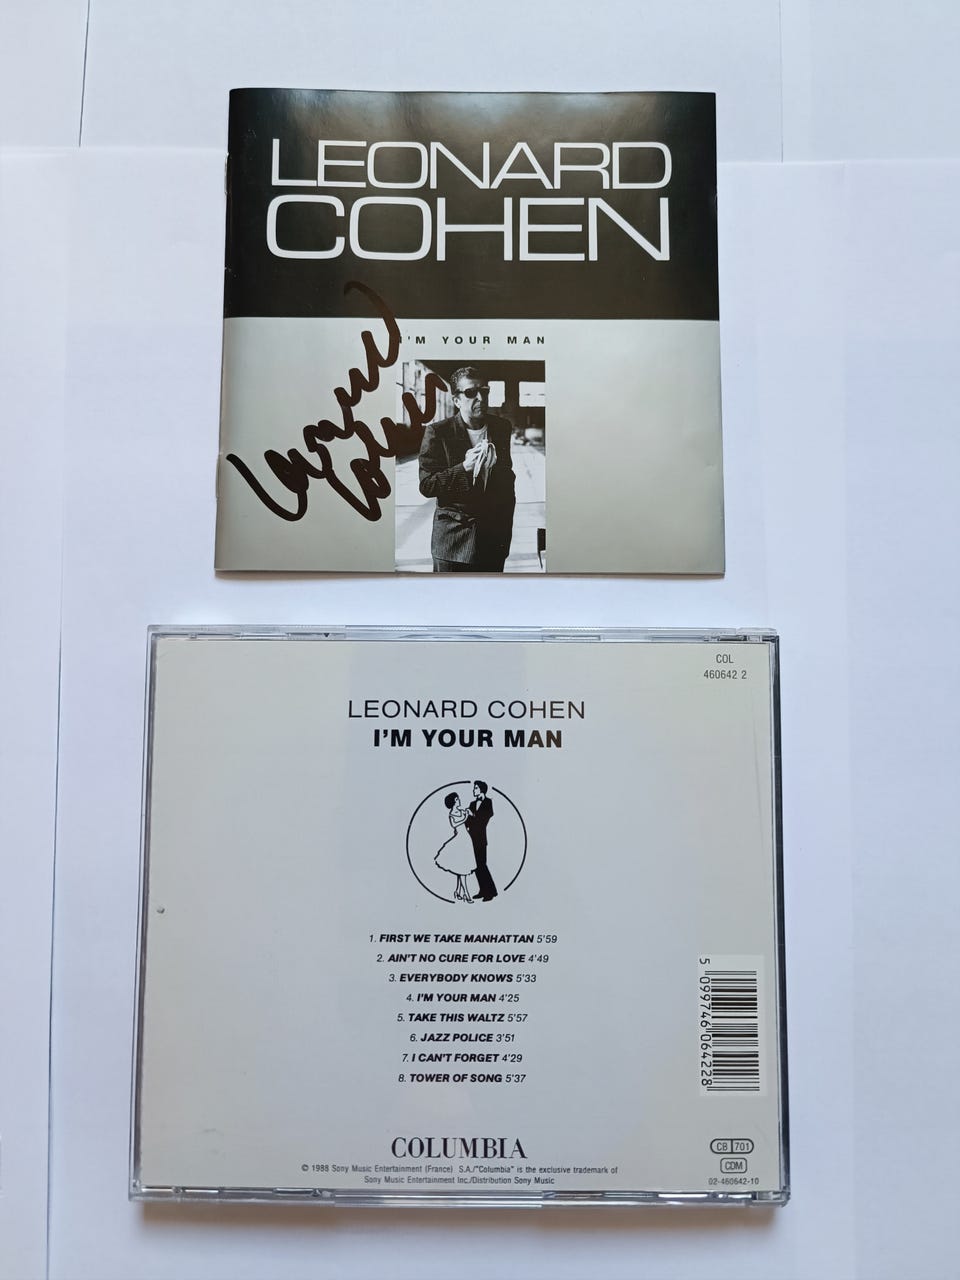 LEONARD
COHEN
I'M YOUR MAN
Leonard
Cohen
COL
460642 2
LEONARD COHEN
I'M YOUR MAN
1. FIRST WE TAKE MANHATTAN 5'59
2. AIN'T NO CURE FOR LOVE 4'49
3. EVERYBODY KNOWS 5'33
4. I'M YOUR MAN 4'25
5. TAKE THIS WALTZ 5'57
6. JAZZ POLICE 3'51
7. I CAN'T FORGET 4'29
8. TOWER OF SONG 5'37
5 099746 064228
COLUMBIA
© 1988 Sony Music Entertainment (France) S.A./"Columbia" is the exclusive trademark of
Sony Music Entertainment Inc./Distribution Sony Music
CB 701
CDM
02-460642-10